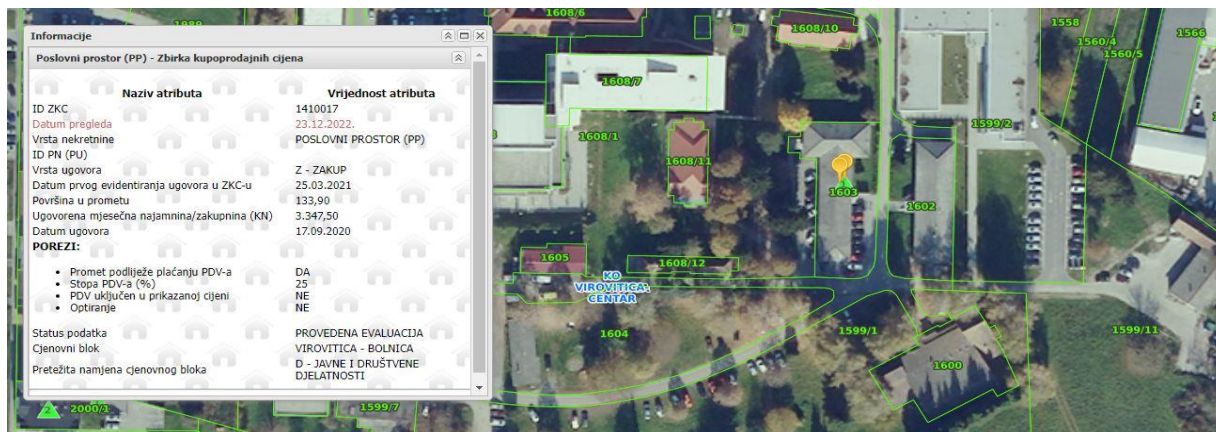 Informacije
Poslovni prostor (PP) - Zbirka kupoprodajnih cijena
Naziv atributa Vrijednost atributa
ID ZKC 1410017
Datum pregleda 23.12.2022.
Vrsta nekretnine POSLOVNI PROSTOR (PP)
ID PN (PU)
Vrsta ugovora Z - ZAKUP
Datum prvog evidentiranja ugovora u ZKC-u 25.03.2021
Površina u prometu 133,90
Ugovorena mjesečna najamnina/zakupnina (KN) 3.347,50
Datum ugovora 17.09.2020
POREZI:
Promet podliježe plaćanju PDV-a DA
Stopa PDV-a (%) 25
PDV uključen u prikazanoj cijeni NE
Optiranje NE
Status podatka PROVEDENA EVALUACIJA
Cjenovni blok VIROVITICA - BOLNICA
Pretežita namjena cjenovnog bloka D - JAVNE I DRUŠTVENE
DJELATNOSTI
1989
1608/6
1608/10
1558
1560/4
1566
1560/5
1608/7
1608/1
1599/2
1608/11
1603
1602
1605
1608/12
KO
VIROVITICA-
CENTAR
1604
1599/1
1599/11
1600
2
2000/1
1599/7